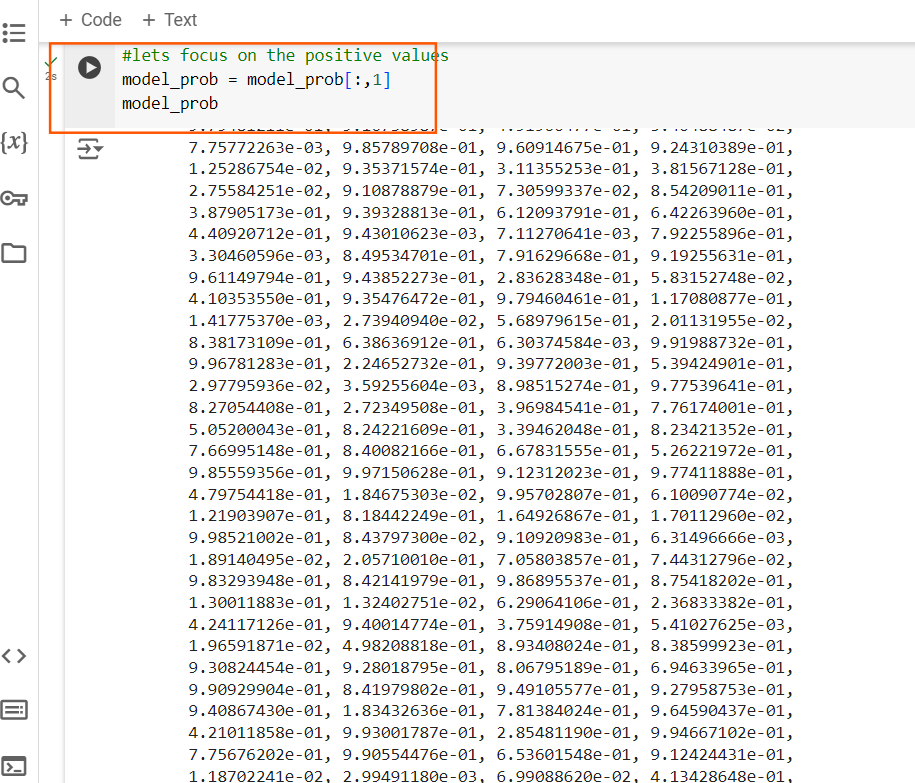 + Code + Text
#lets focus on the positive values
model_prob = model_prob[:,1]
model_prob
2s
{x}
7.75772263e-03, 9.85789708e-01, 9.60914675e-01, 9.24310389e-01,
1.25286754e-02, 9.35371574e-01, 3.11355253e-01, 3.81567128e-01,
2.75584251e-02, 9.10878879e-01, 7.30599337e-02, 8.54209011e-01,
3.87905173e-01, 9.39328813e-01, 6.12093791e-01, 6.42263960e-01,
4.40920712e-01, 9.43010623e-03, 7.11270641e-03, 7.92255896e-01,
3.30460596e-03, 8.49534701e-01, 7.91629668e-01, 9.19255631e-01,
9.61149794e-01, 9.43852273e-01, 2.83628348e-01, 5.83152748e-02,
4.10353550e-01, 9.35476472e-01, 9.79460461e-01, 1.17080877e-01,
1.41775370e-03, 2.73940940e-02, 5.68979615e-01, 2.01131955e-02,
8.38173109e-01, 6.38636912e-01, 6.30374584e-03, 9.91988732e-01,
9.96781283e-01, 2.24652732e-01, 9.39772003e-01, 5.39424901e-01,
2.97795936e-02, 3.59255604e-03, 8.98515274e-01, 9.77539641e-01,
8.27054408e-01, 2.72349508e-01, 3.96984541e-01, 7.76174001e-01,
5.05200043e-01, 8.24221609e-01, 3.39462048e-01, 8.23421352e-01,
7.66995148e-01, 8.40082166e-01, 6.67831555e-01, 5.26221972e-01,
9.85559356e-01, 9.97150628e-01, 9.12312023e-01, 9.77411888e-01,
4.79754418e-01, 1.84675303e-02, 9.95702807e-01, 6.10090774e-02,
1.21903907e-01, 8.18442249e-01, 1.64926867e-01, 1.70112960e-02,
9.98521002e-01, 8.43797300e-02, 9.10920983e-01, 6.31496666e-03,
1.89140495e-02, 2.05710010e-01, 7.05803857e-01, 7.44312796e-02,
9.83293948e-01, 8.42141979e-01, 9.86895537e-01, 8.75418202e-01,
1.30011883e-01, 1.32402751e-02, 6.29064106e-01, 2.36833382e-01,
4.24117126e-01, 9.40014774e-01, 3.75914908e-01, 5.41027625e-03,
1.96591871e-02, 4.98208818e-01, 8.93408024e-01, 8.38599923e-01,
9.30824454e-01, 9.28018795e-01, 8.06795189e-01, 6.94633965e-01,
9.90929904e-01, 8.41979802e-01, 9.49105577e-01, 9.27958753e-01,
9.40867430e-01, 1.83432636e-01, 7.81384024e-01, 9.64590437e-01,
4.21011858e-01, 9.93001787e-01, 2.85481190e-01, 9.94667102e-01,
7.75676202e-01, 9.90554476e-01, 6.53601548e-01, 9.12424431e-01,
1.18702241e-02, 2.99491180e-03, 6.99088620e-02, 4.13428648e-01,